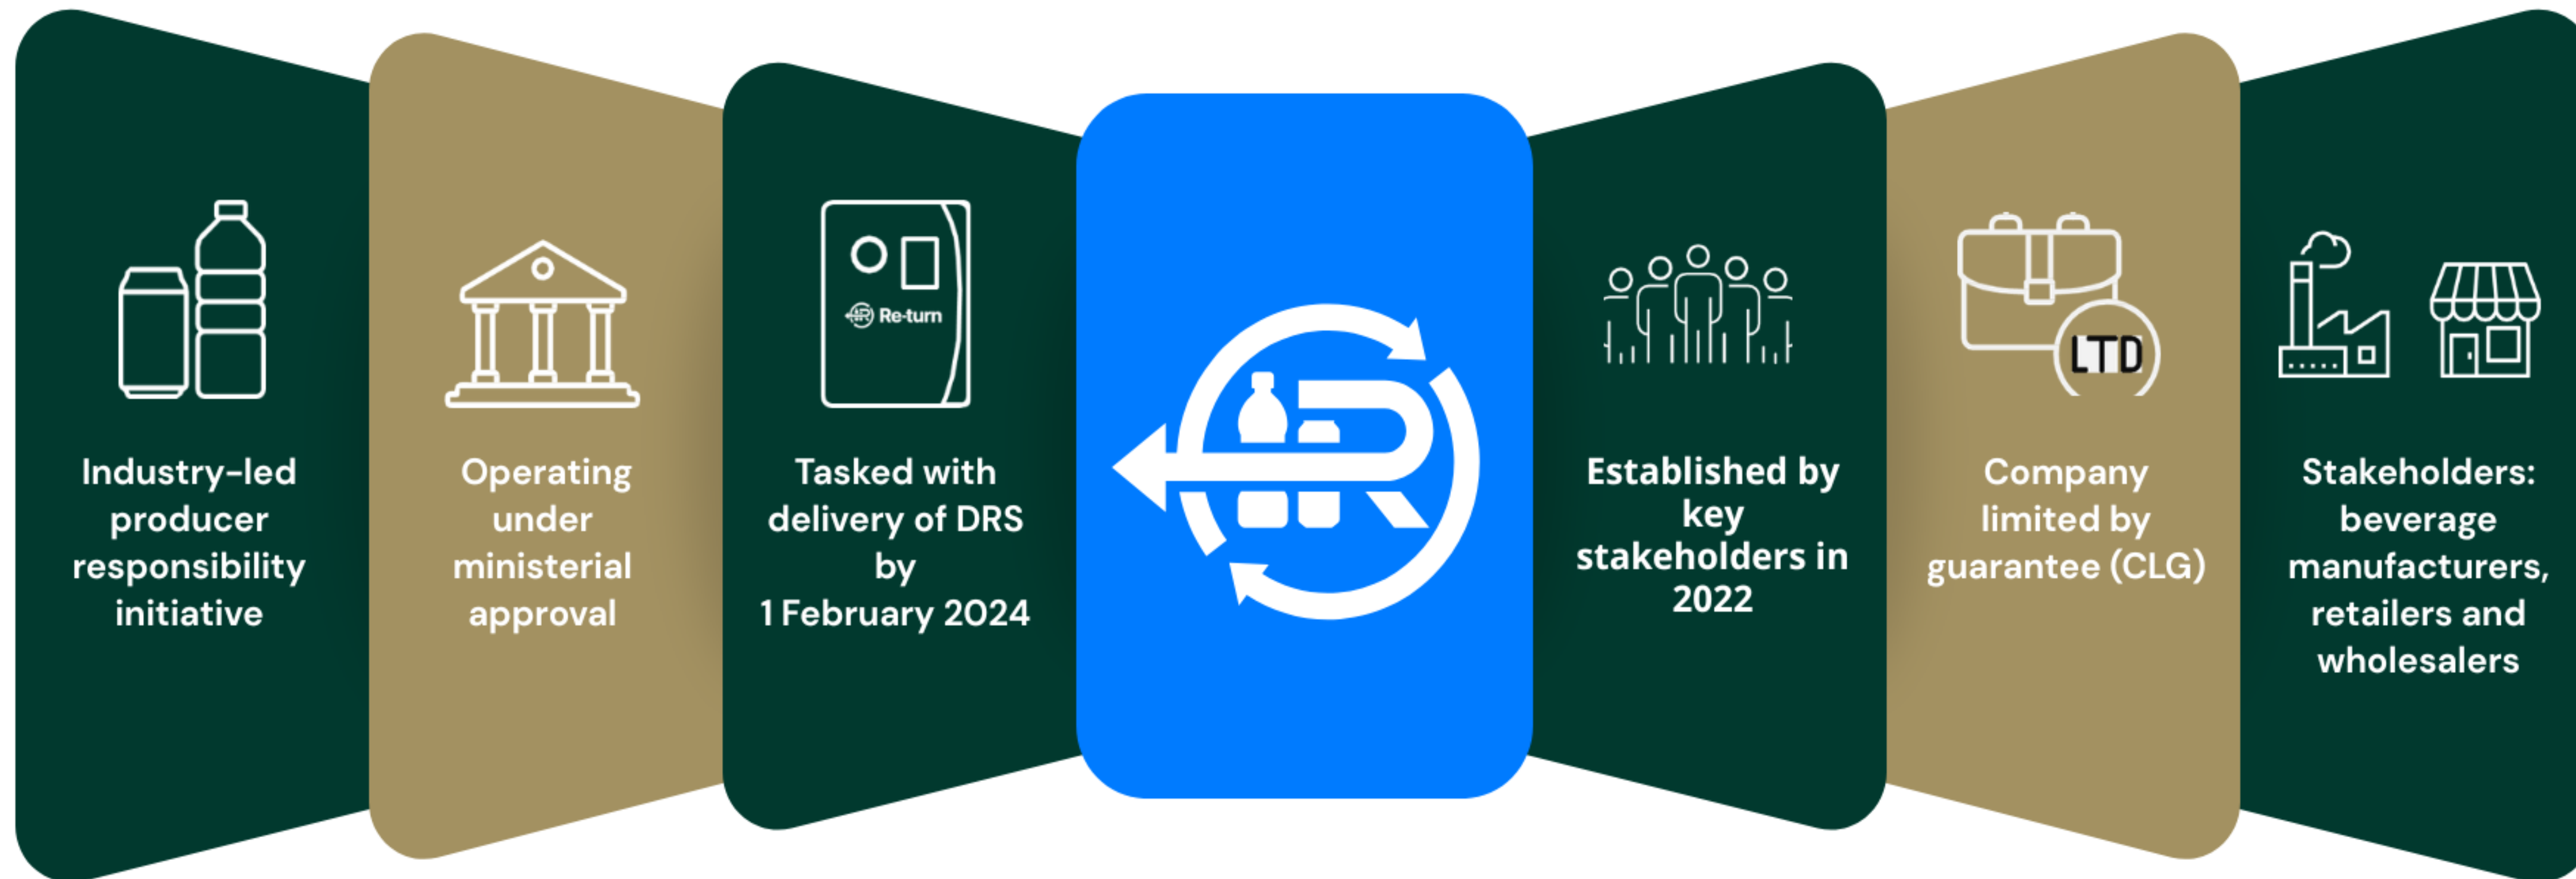 Industry-led
producer
responsibility
initiative
Operating
under
ministerial
approval
Re-turn
Tasked with
delivery of DRS
by
1 February 2024
R
Established by
key
stakeholders in
2022
LTD
Company
limited by
guarantee (CLG)
Stakeholders:
beverage
manufacturers,
retailers and
wholesalers